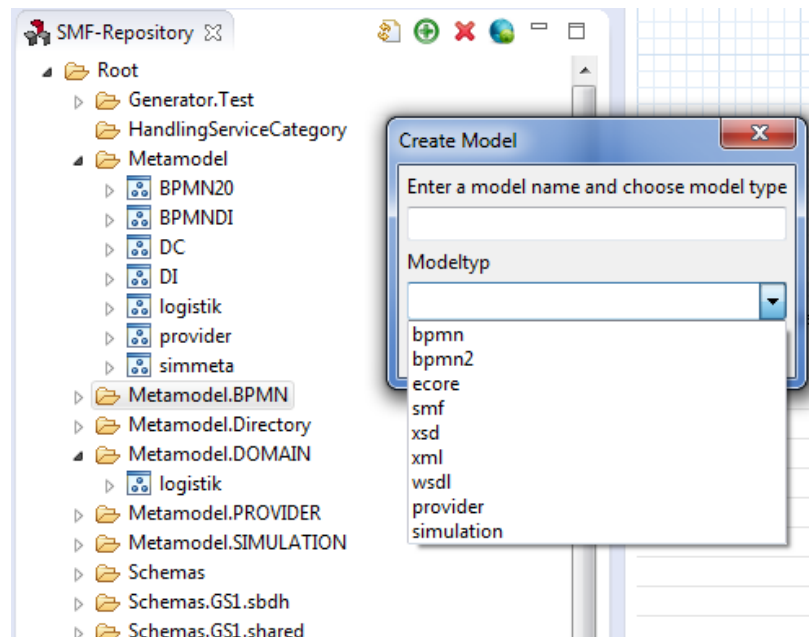 SMF-Repository
Root
Generator.Test
HandlingServiceCategory
Metamodel
BPMN20
BPMNDI
DC
DI
logistik
provider
simmeta
Metamodel.BPMN
Metamodel.Directory
Metamodel.DOMAIN
logistik
Metamodel.PROVIDER
Metamodel.SIMULATION
Schemas
Schemas.GS1.sbdh
Schemas.GS1.shared
Create Model
Enter a model name and choose model type
Modeltyp
bpmn
bpmn2
ecore
smf
xsd
xml
wsdl
provider
simulation